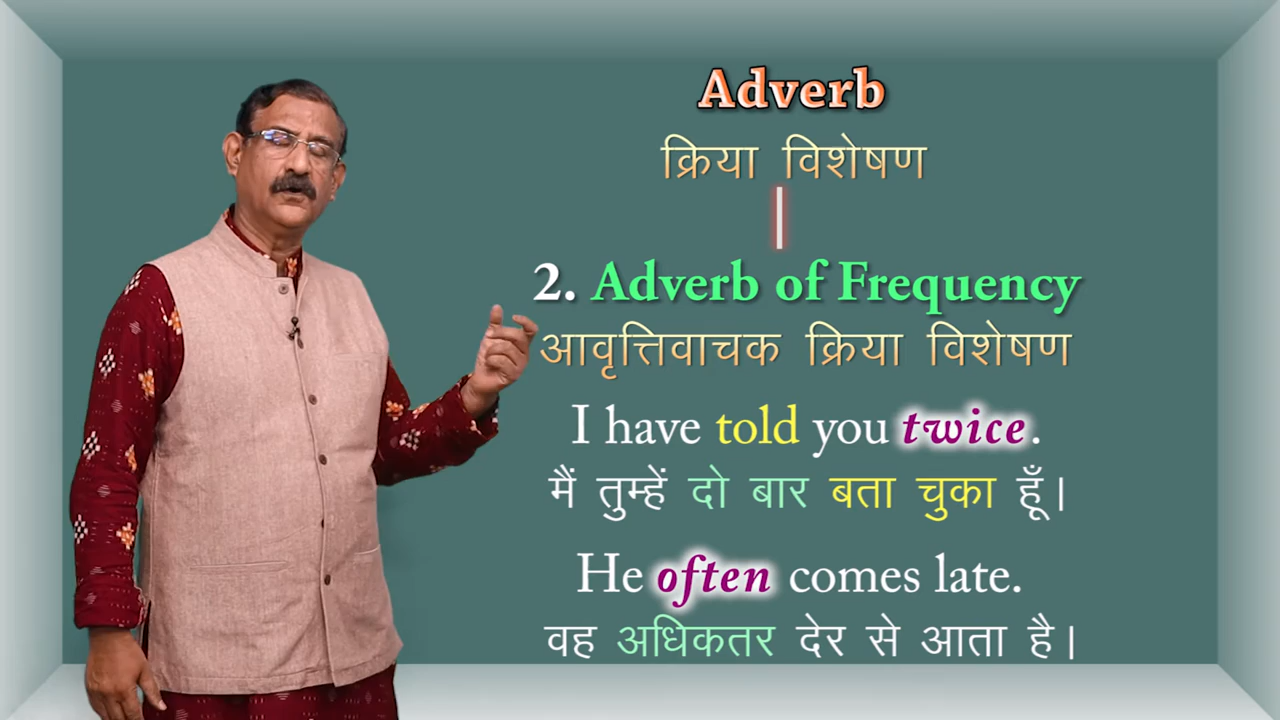 Adverb
क्रिया विशेषण
2. Adverb of Frequency
आवृत्तिवाचक क्रिया विशेषण
I have told you twice.
मैं तुम्हें दो बार बता चुका हूँ।
He often comes late.
वह अधिकतर देर से आता है।